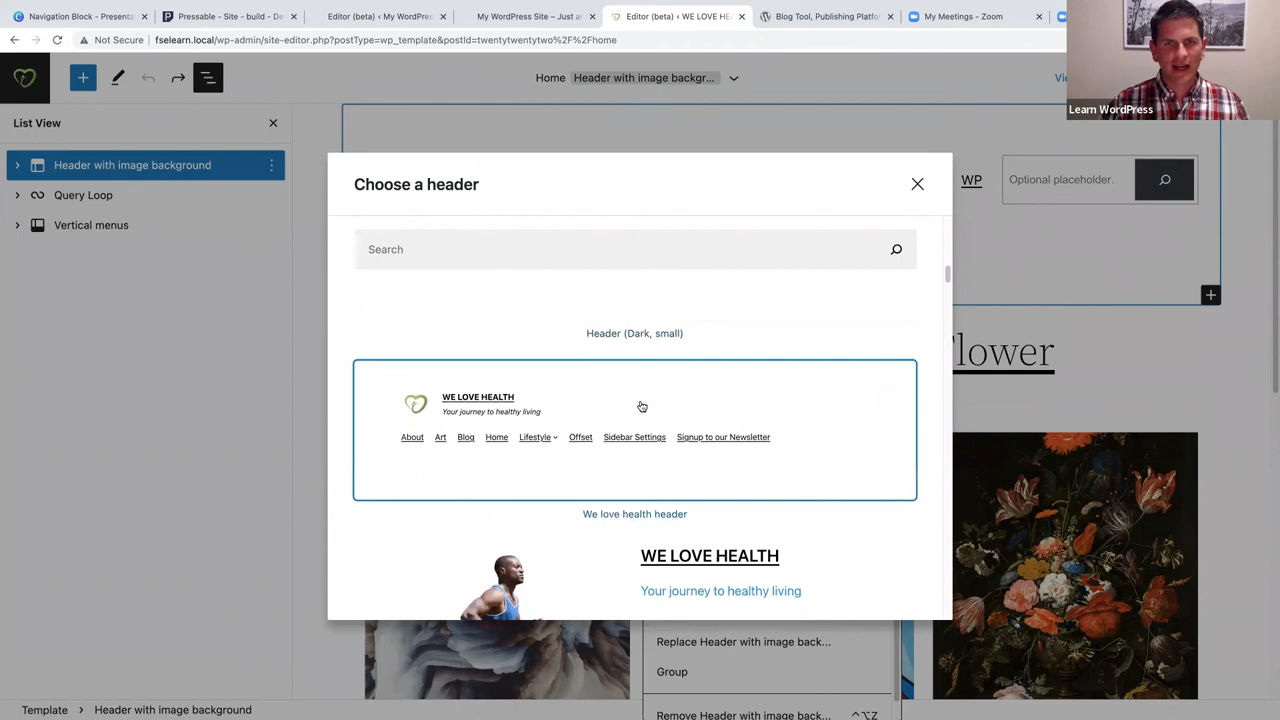 Navigation Block - Presenta
Pressable - Site - build - De
Editor (beta) ‹ My WordPres
My WordPress Site – Just a
Editor (beta) ‹ WE LOVE HE
Blog Tool, Publishing Platfor
My Meetings - Zoom
Not Secure
fselearn.local/wp-admin/site-editor.php?postType=wp_template&postId=twentytwentytwo%2F%2Fhome
Home Header with image backgr...
Learn WordPress
List View
Header with image background
Query Loop
Vertical menus
Choose a header
WP
Optional placeholder.
Search
Header (Dark, small)
Flower
WE LOVE HEALTH
Your journey to healthy living
About Art Blog Home Lifestyle Offset Sidebar Settings Signup to our Newsletter
We love health header
WE LOVE HEALTH
Your journey to healthy living
Replace Header with image back...
Group
Remove Header with image back... ^⌥Z
Template › Header with image background